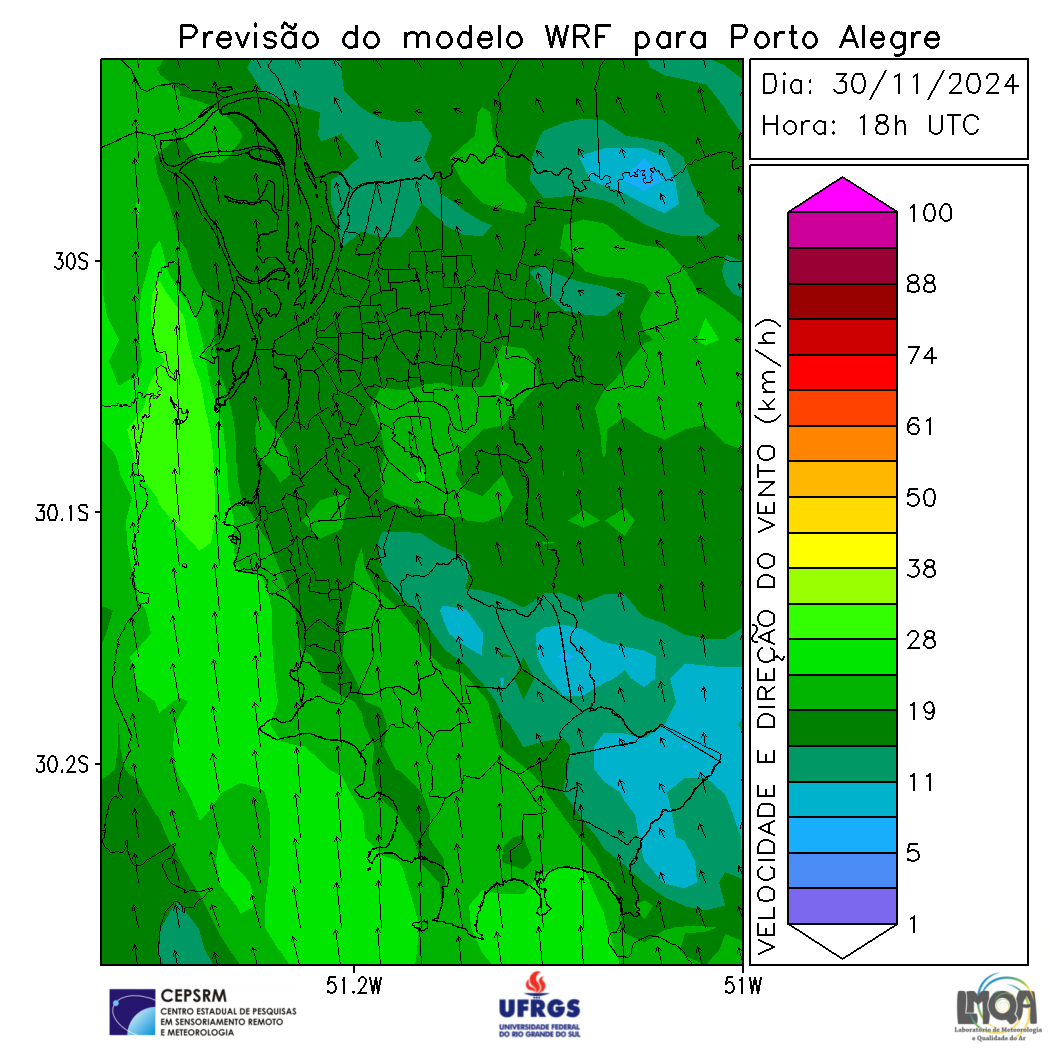 Previsão do modelo WRF para Porto Alegre
Dia: 30/11/2024
Hora: 18h UTC
30S
30.1S
30.2S
51.2W
51W
VELOCIDADE E DIREÇÃO DO VENTO (km/h)
100
88
74
61
50
38
28
19
11
5
1
CEPSRM
CENTRO ESTADUAL DE PESQUISAS
EM SENSORIAMENTO REMOTO
E METEOROLOGIA
UFRGS
UNIVERSIDADE FEDERAL
DO RIO GRANDE DO SUL
LMQA
Laboratório de Meteorologia
e Qualidade do Ar